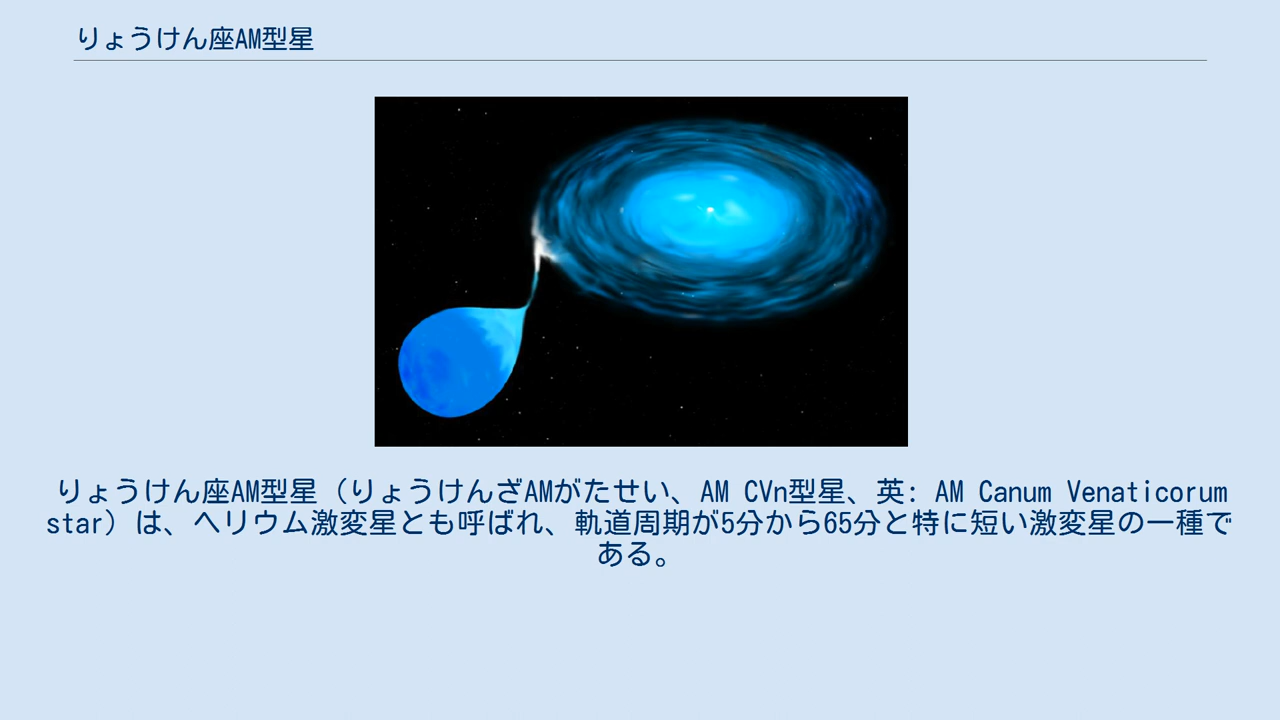 りょうけん座AM型星
りょうけん座AM型星（りょうけんざAMがたせい、AM CVn型星、英: AM Canum Venaticorum
star）は、ヘリウム激変星とも呼ばれ、軌道周期が5分から65分と特に短い激変星の一種で
ある。